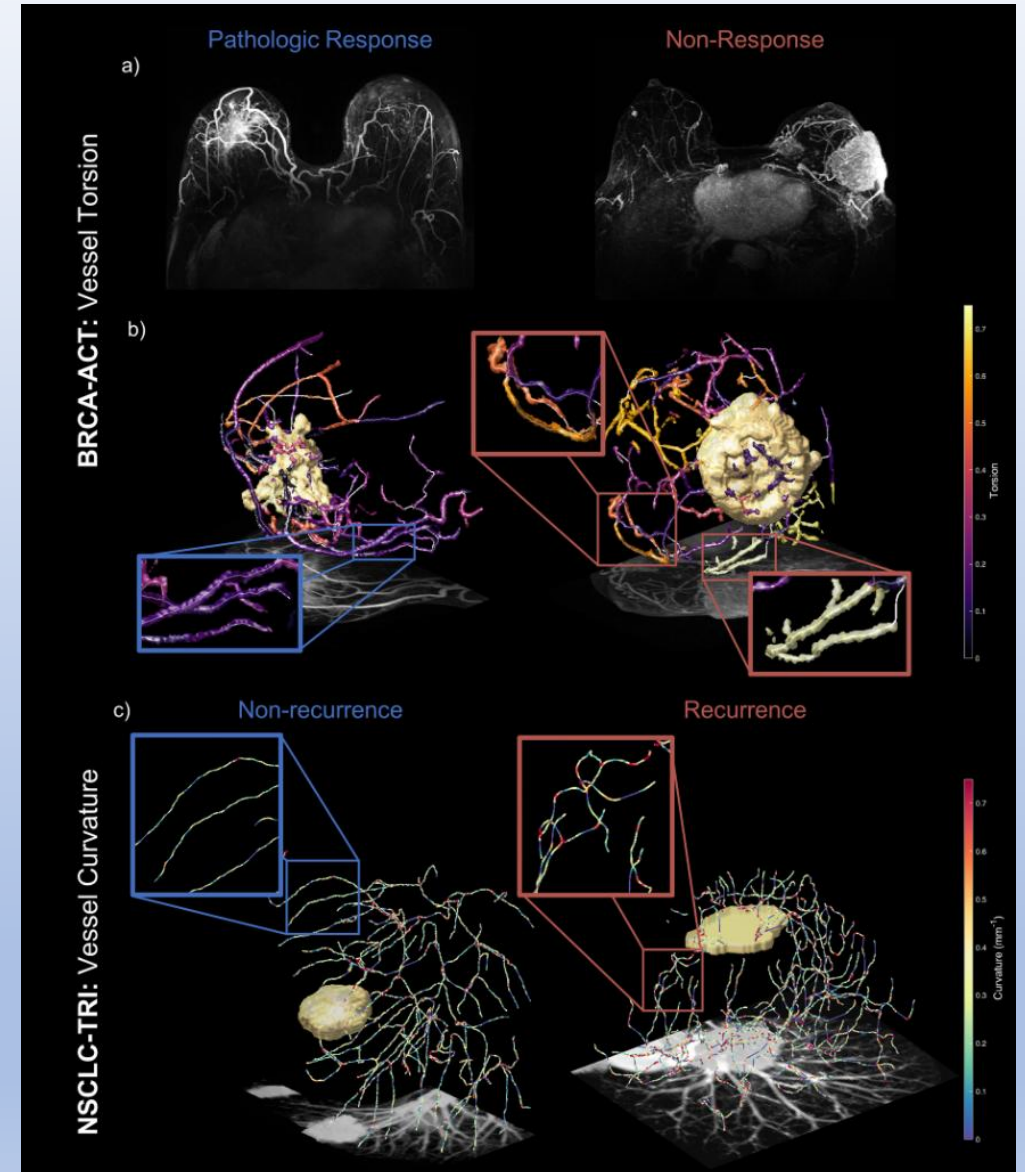 Pathologic Response
Non-Response
a)
BRCA-ACT: Vessel Torsion
b)
0.7
0.6
0.5
0.4
0.3
0.2
0.1
0
Torsion
c)
Non-recurrence
Recurrence
NSCLC-TRI: Vessel Curvature
0.7
0.6
0.5
0.4
0.3
0.2
0.1
0
Curvature (mm⁻¹)